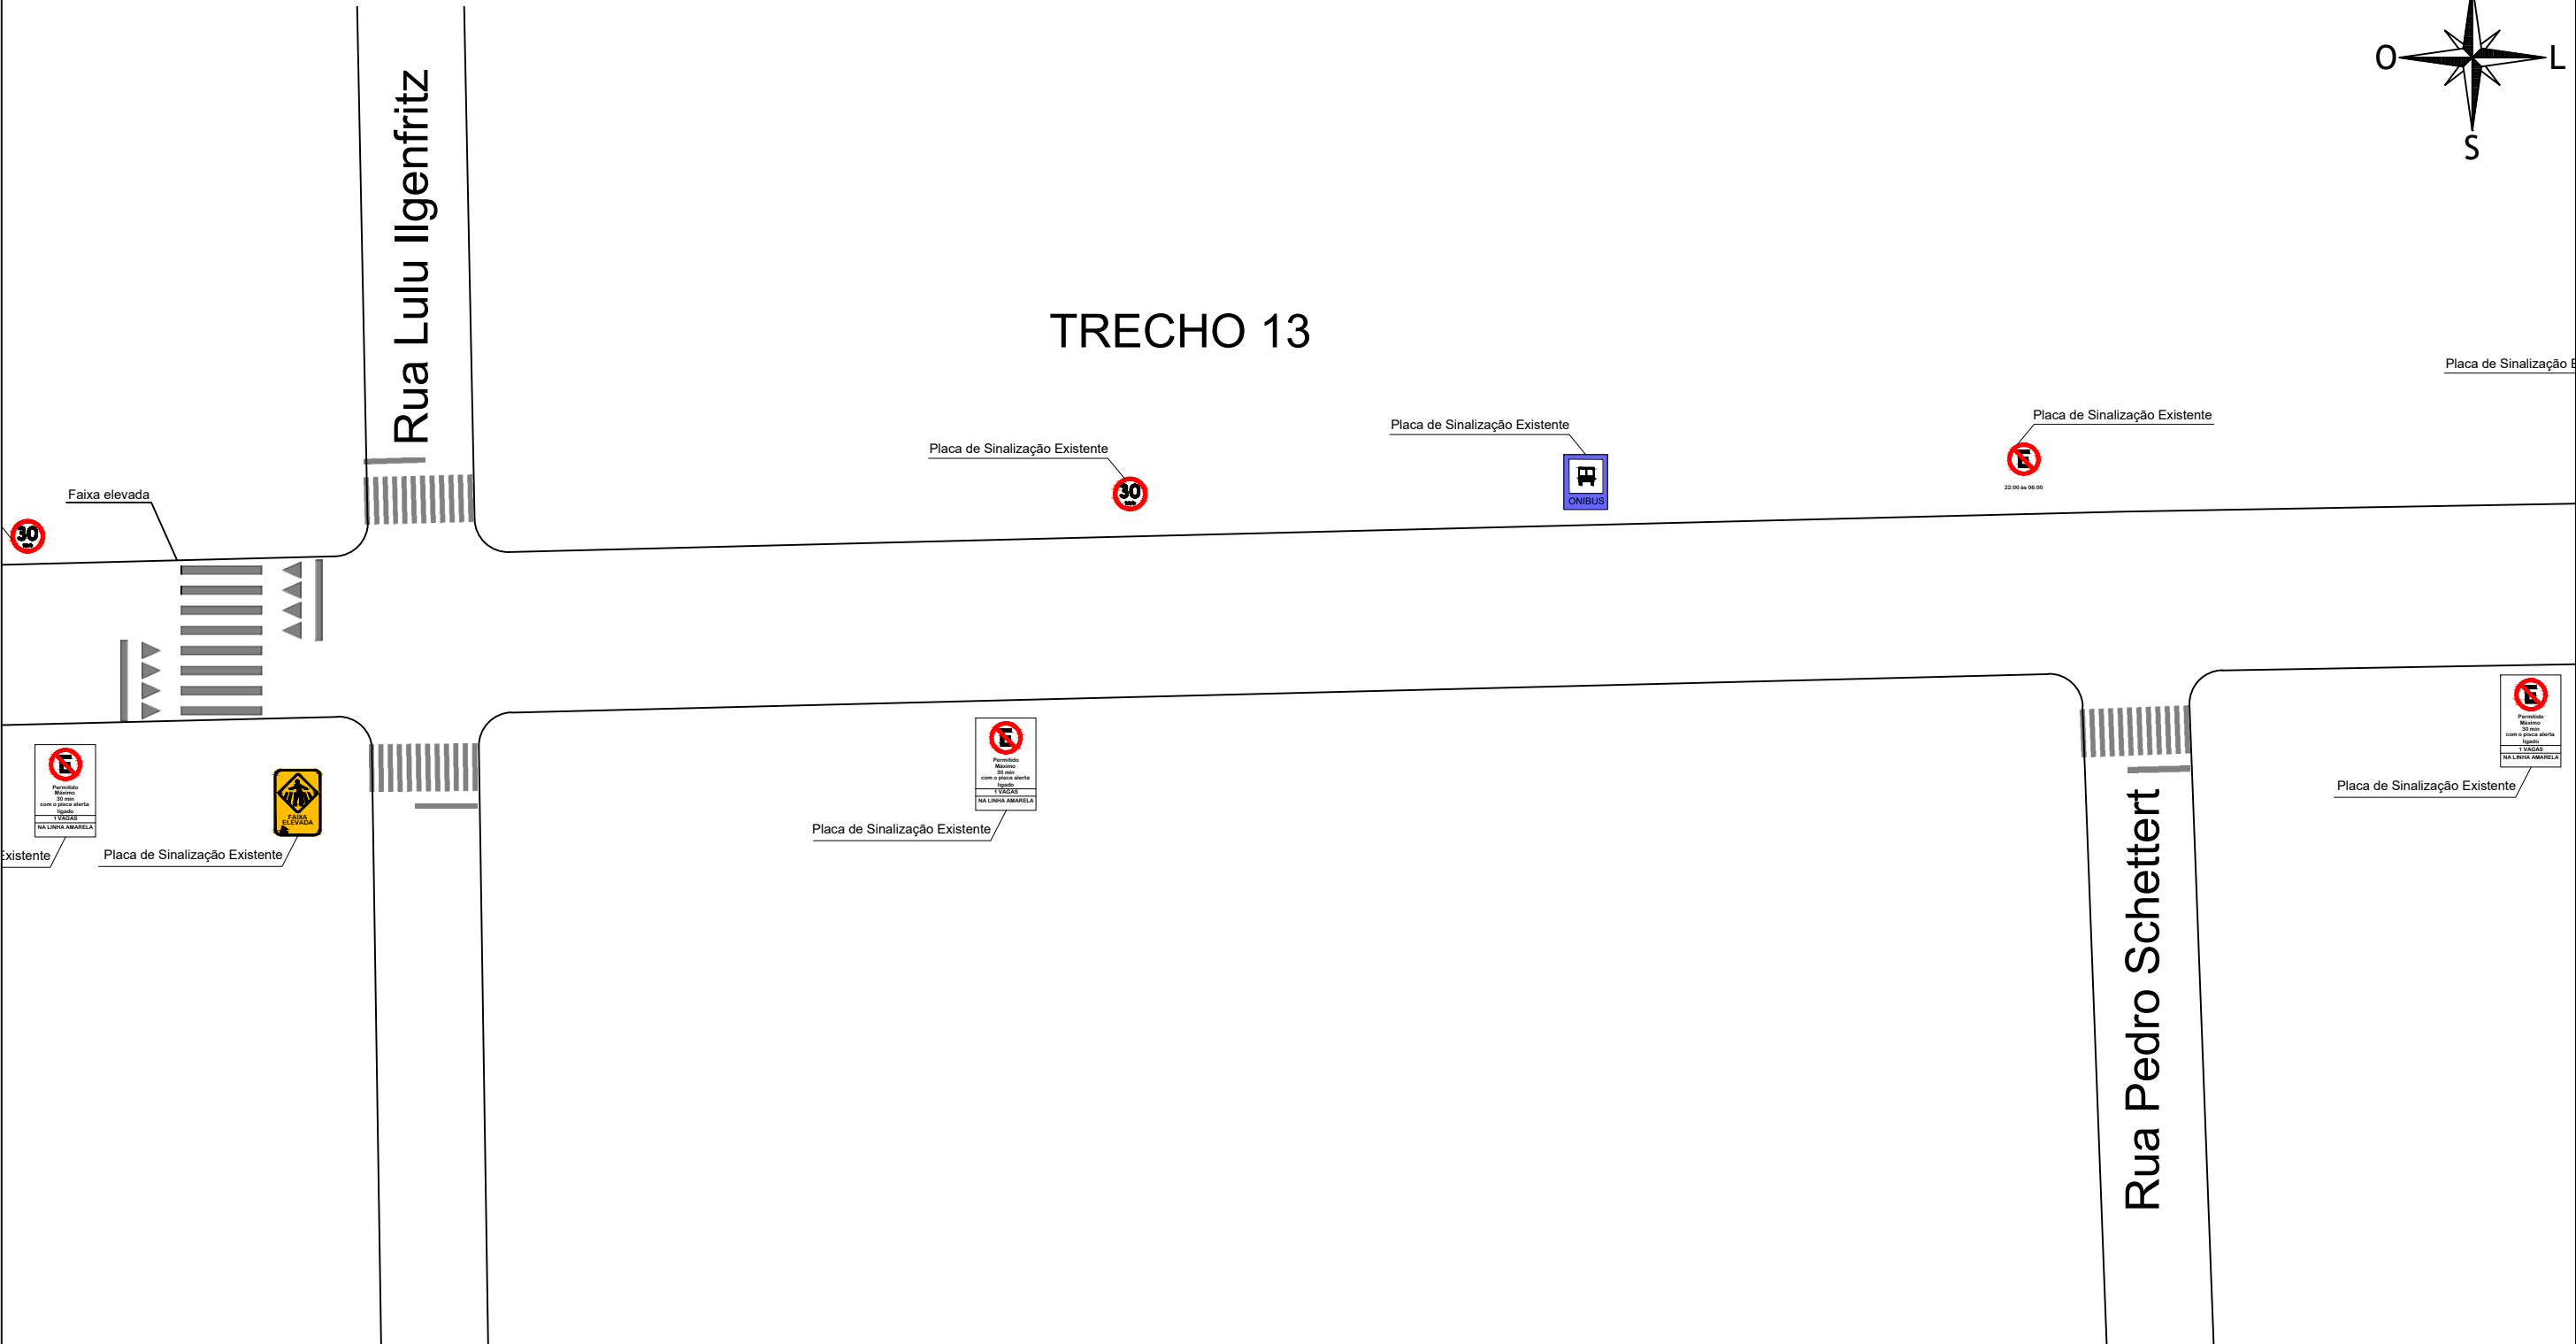 O
L
S
Rua Lulu Ilgenfritz
TRECHO 13
Placa de Sinalização
Placa de Sinalização Existente
Placa de Sinalização Existente
Placa de Sinalização Existente
Faixa elevada
30
30
ONIBUS
E
22:00 às 06:00
E
Permitido
Máximo
30 min
com o pisca alerta
ligado
1 VAGAS
NA LINHA AMARELA
Existente
FAIXA
ELEVADA
Placa de Sinalização Existente
E
Permitido
Máximo
30 min
com o pisca alerta
ligado
1 VAGAS
NA LINHA AMARELA
Placa de Sinalização Existente
Rua Pedro Schettert
E
Permitido
Máximo
30 min
com o pisca alerta
ligado
1 VAGAS
NA LINHA AMARELA
Placa de Sinalização Existente